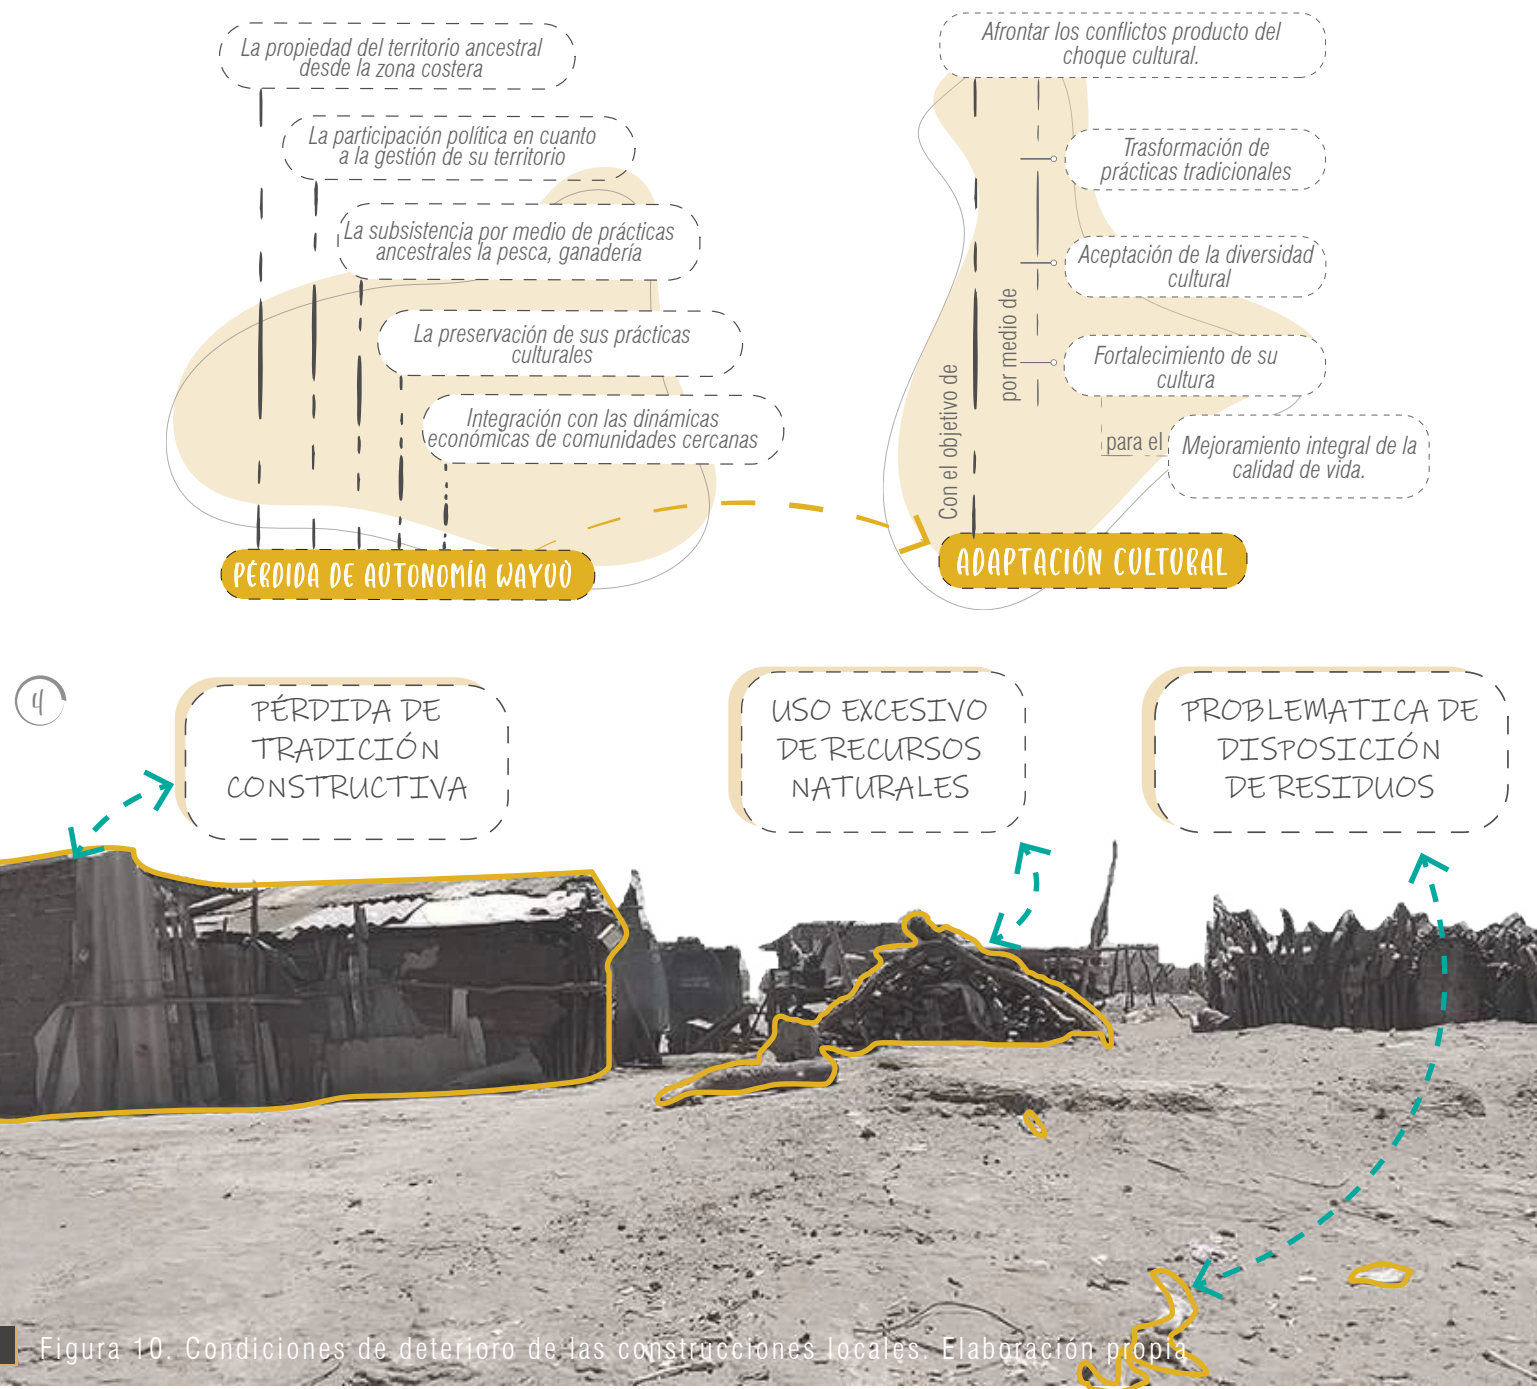 La propiedad del territorio ancestral
desde la zona costera
La participación política en cuanto
a la gestión de su territorio
La subsistencia por medio de prácticas
ancestrales la pesca, ganadería
La preservación de sus prácticas
culturales
Integración con las dinámicas
económicas de comunidades cercanas
PÉRDIDA DE AUTONOMÍA WAYUÙ
Afrontar los conflictos producto del
choque cultural.
Trasformación de
prácticas tradicionales
Aceptación de la diversidad
cultural
Fortalecimiento de su
cultura
Con el objetivo de
por medio de
para el
Mejoramiento integral de la
calidad de vida.
ADAPTACIÓN CULTURAL
4
PÉRDIDA DE
TRADICIÓN
CONSTRUCTIVA
USO EXCESIVO
DE RECURSOS
NATURALES
PROBLEMATICA DE
DISPOSICIÓN
DE RESIDUOS
Figura 10. Condiciones de deterioro de las construcciones locales. Elaboración propia